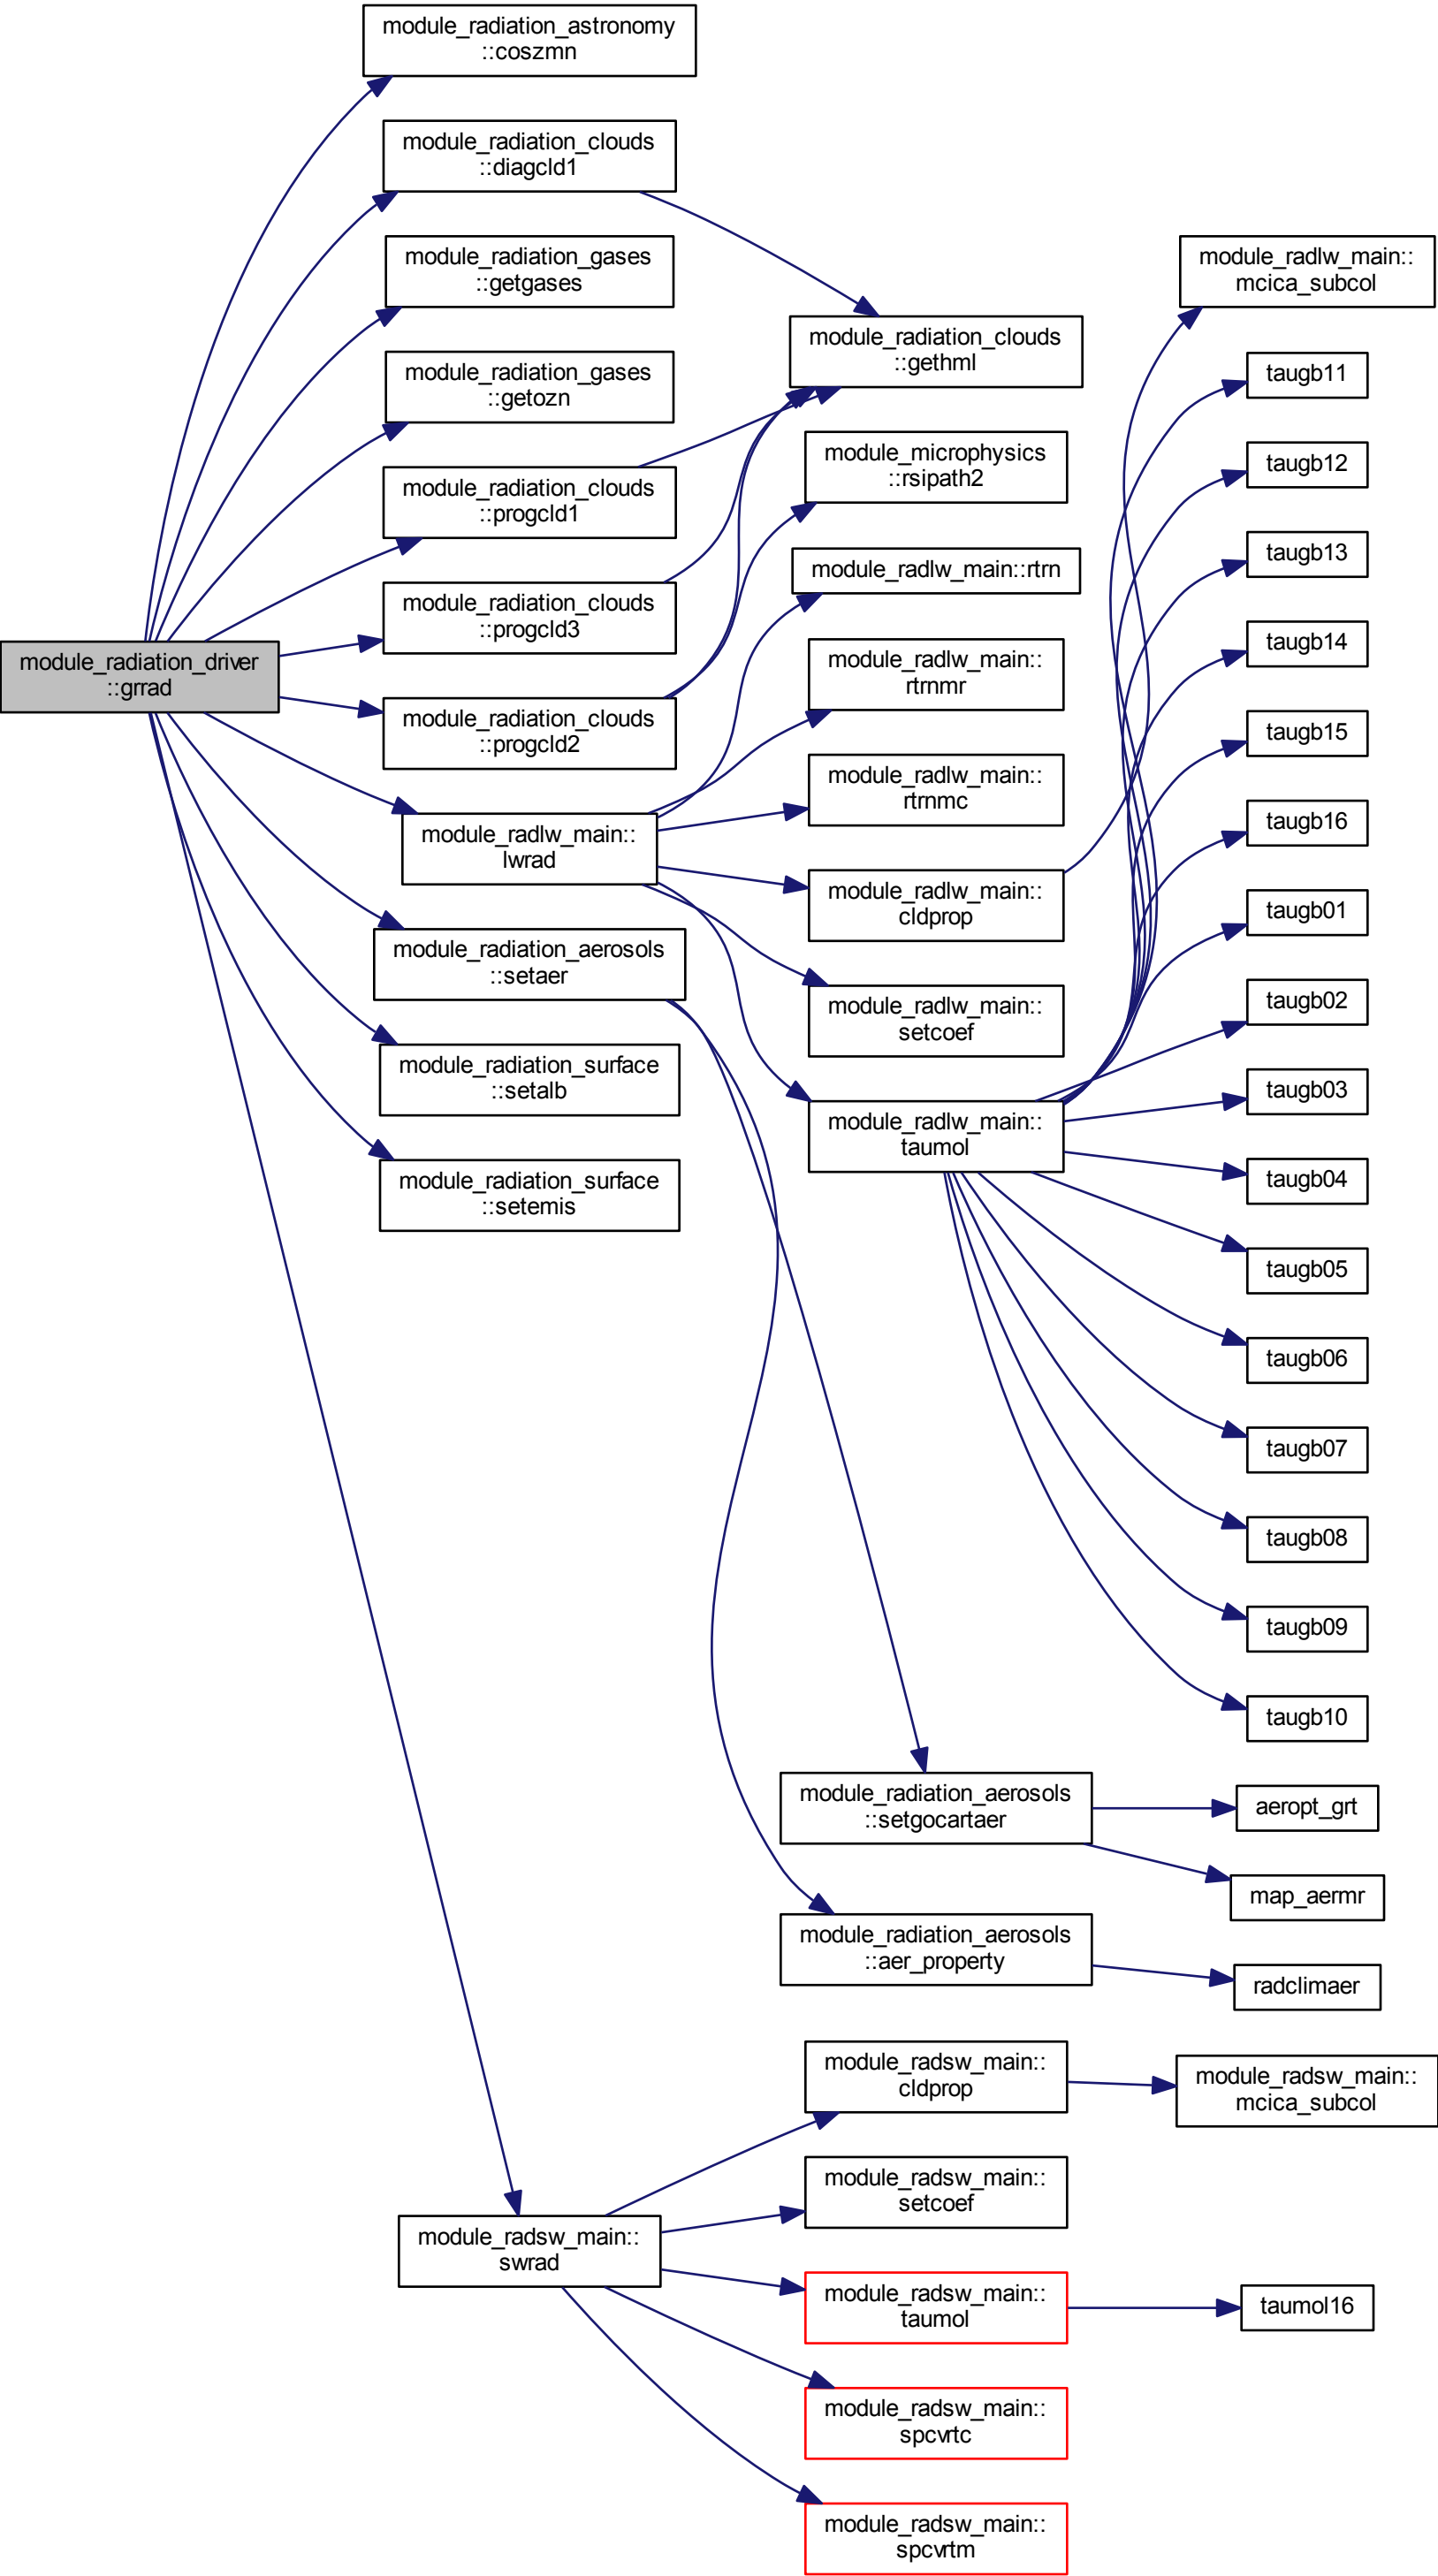 module_radiation_astronomy
::coszmn
module_radiation_clouds
::diagcld1
module_radiation_gases
::getgases
module_radiation_gases
::getozn
module_radiation_clouds
::progcld1
module_radiation_clouds
::progcld3
module_radiation_driver
::grrad
module_radiation_clouds
::progcld2
module_radlw_main::
lwrad
module_radiation_aerosols
::setaer
module_radiation_surface
::setalb
module_radiation_surface
::setemis
module_radsw_main::
swrad
module_radiation_clouds
::gethml
module_microphysics
::rsipath2
module_radlw_main::rtrn
module_radlw_main::
rtrnmr
module_radlw_main::
rtrnmc
module_radlw_main::
cldprop
module_radlw_main::
setcoef
module_radlw_main::
taumol
module_radiation_aerosols
::setgocartaer
module_radiation_aerosols
::aer_property
module_radsw_main::
cldprop
module_radsw_main::
setcoef
module_radsw_main::
taumol
module_radsw_main::
spcvrtc
module_radsw_main::
spcvrtm
module_radlw_main::
mcica_subcol
taugb11
taugb12
taugb13
taugb14
taugb15
taugb16
taugb01
taugb02
taugb03
taugb04
taugb05
taugb06
taugb07
taugb08
taugb09
taugb10
aeropt_grt
map_aermr
radclimaer
module_radsw_main::
mcica_subcol
taumol16